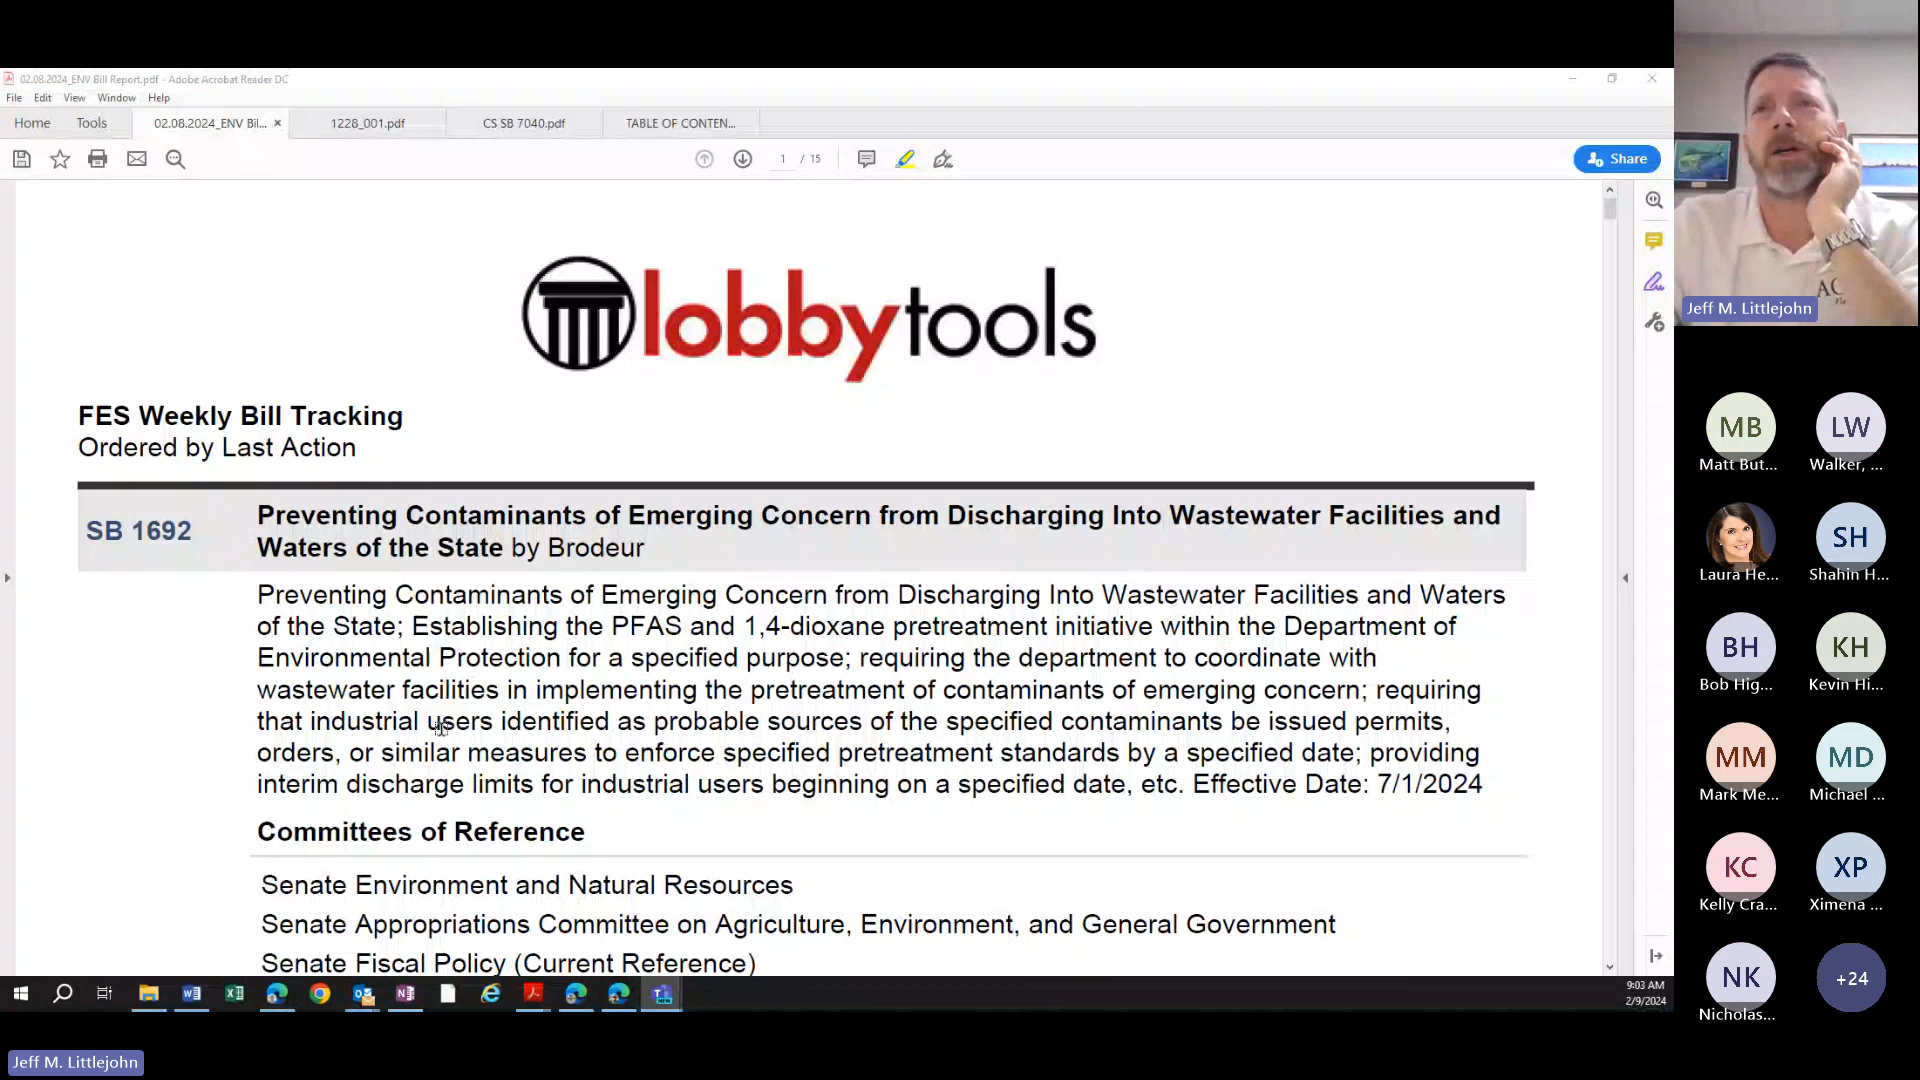 02.08.2024_ENV Bill Report.pdf - Adobe Acrobat Reader DC
File Edit View Window Help
Home Tools 02.08.2024_ENV Bil... × 1228_001.pdf CS SB 7040.pdf TABLE OF CONTEN...
1 / 15
Share
lobbytools
FES Weekly Bill Tracking
Ordered by Last Action
SB 1692
Preventing Contaminants of Emerging Concern from Discharging Into Wastewater Facilities and
Waters of the State by Brodeur
Preventing Contaminants of Emerging Concern from Discharging Into Wastewater Facilities and Waters
of the State; Establishing the PFAS and 1,4-dioxane pretreatment initiative within the Department of
Environmental Protection for a specified purpose; requiring the department to coordinate with
wastewater facilities in implementing the pretreatment of contaminants of emerging concern; requiring
that industrial users identified as probable sources of the specified contaminants be issued permits,
orders, or similar measures to enforce specified pretreatment standards by a specified date; providing
interim discharge limits for industrial users beginning on a specified date, etc. Effective Date: 7/1/2024
Committees of Reference
Senate Environment and Natural Resources
Senate Appropriations Committee on Agriculture, Environment, and General Government
Senate Fiscal Policy (Current Reference)
9:03 AM
2/9/2024
Jeff M. Littlejohn
Jeff M. Littlejohn
MB LW
Matt But... Walker, ...
SH
Laura He... Shahin H...
BH KH
Bob Hig... Kevin Hi...
MM MD
Mark Me... Michael ...
KC XP
Kelly Cra... Ximena ...
NK +24
Nicholas...